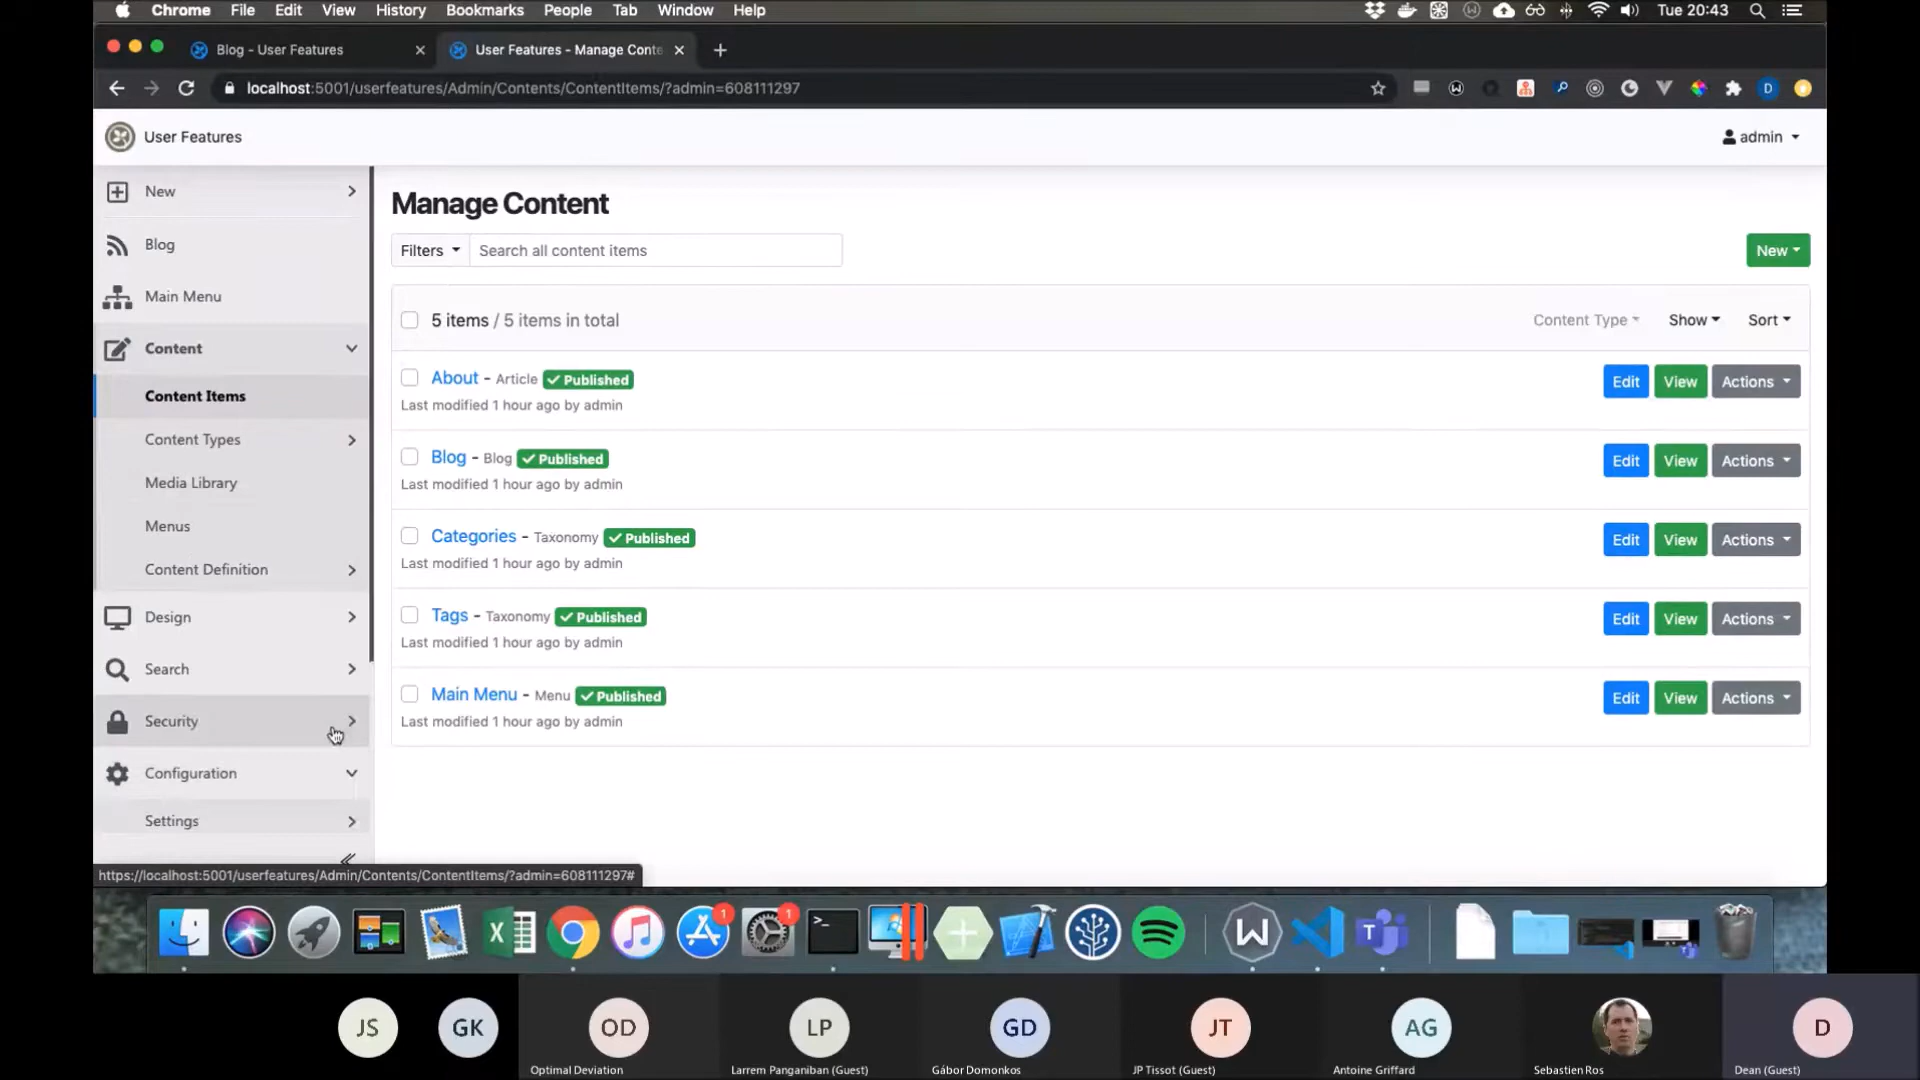 Chrome File Edit View History Bookmarks People Tab Window Help Tue 20:43
Blog - User Features
User Features - Manage Conte
localhost:5001/userfeatures/Admin/Contents/ContentItems/?admin=608111297
D
User Features
admin
New
Blog
Main Menu
Content
Content Items
Content Types
Media Library
Menus
Content Definition
Design
Search
Security
Configuration
Settings
Manage Content
Filters
Search all content items
New
5 items / 5 items in total
Content Type
Show
Sort
About - Article Published
Last modified 1 hour ago by admin
Edit View Actions
Blog - Blog Published
Last modified 1 hour ago by admin
Edit View Actions
Categories - Taxonomy Published
Last modified 1 hour ago by admin
Edit View Actions
Tags - Taxonomy Published
Last modified 1 hour ago by admin
Edit View Actions
Main Menu - Menu Published
Last modified 1 hour ago by admin
Edit View Actions
https://localhost:5001/userfeatures/Admin/Contents/ContentItems/?admin=608111297#
1
1
JS
GK
OD
LP
GD
JT
AG
D
Optimal Deviation
Larrem Panganiban (Guest)
Gábor Domonkos
JP Tissot (Guest)
Antoine Griffard
Sebastien Ros
Dean (Guest)